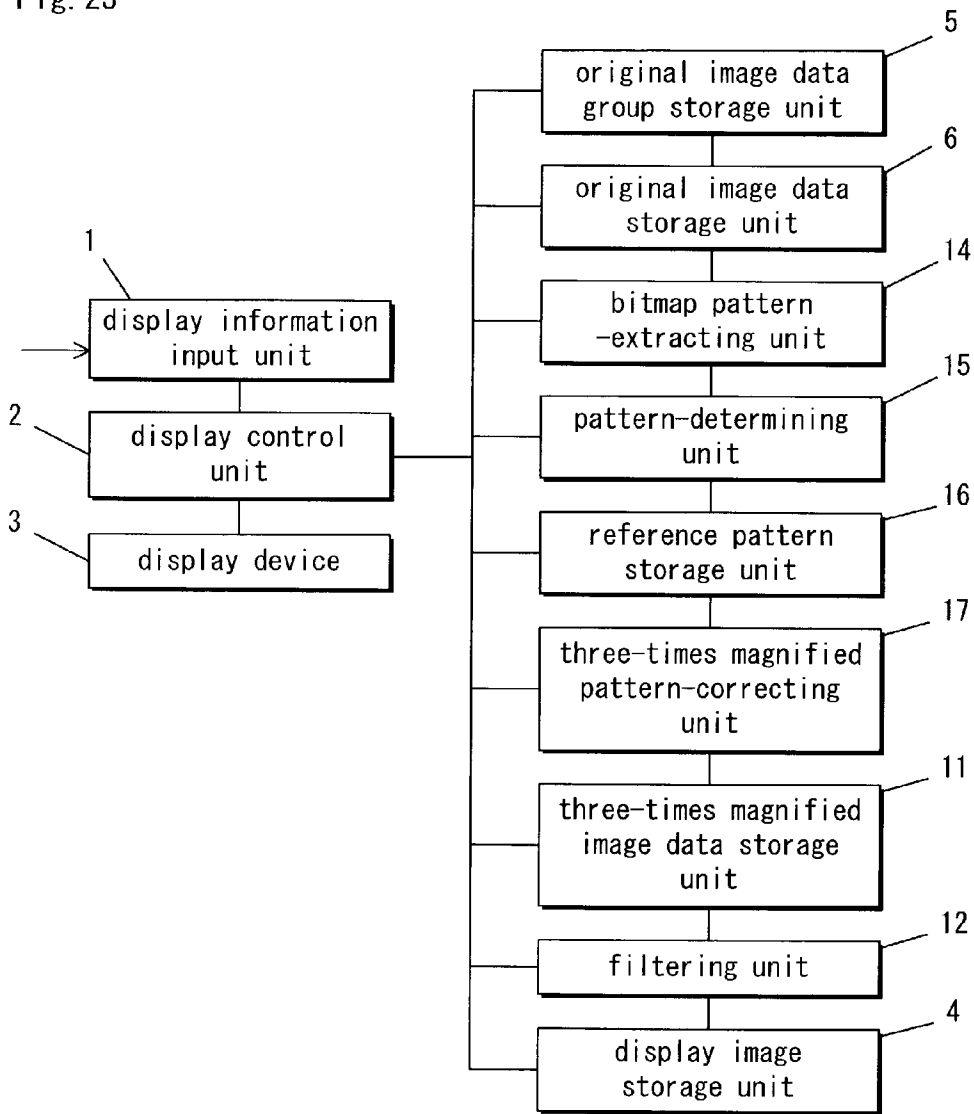 Fig. 23
5
original image data
group storage unit
6
original image data
storage unit
1
display information
input unit
14
bitmap pattern
-extracting unit
2
display control
unit
15
pattern-determining
unit
3
display device
16
reference pattern
storage unit
17
three-times magnified
pattern-correcting
unit
11
three-times magnified
image data storage
unit
12
filtering unit
4
display image
storage unit